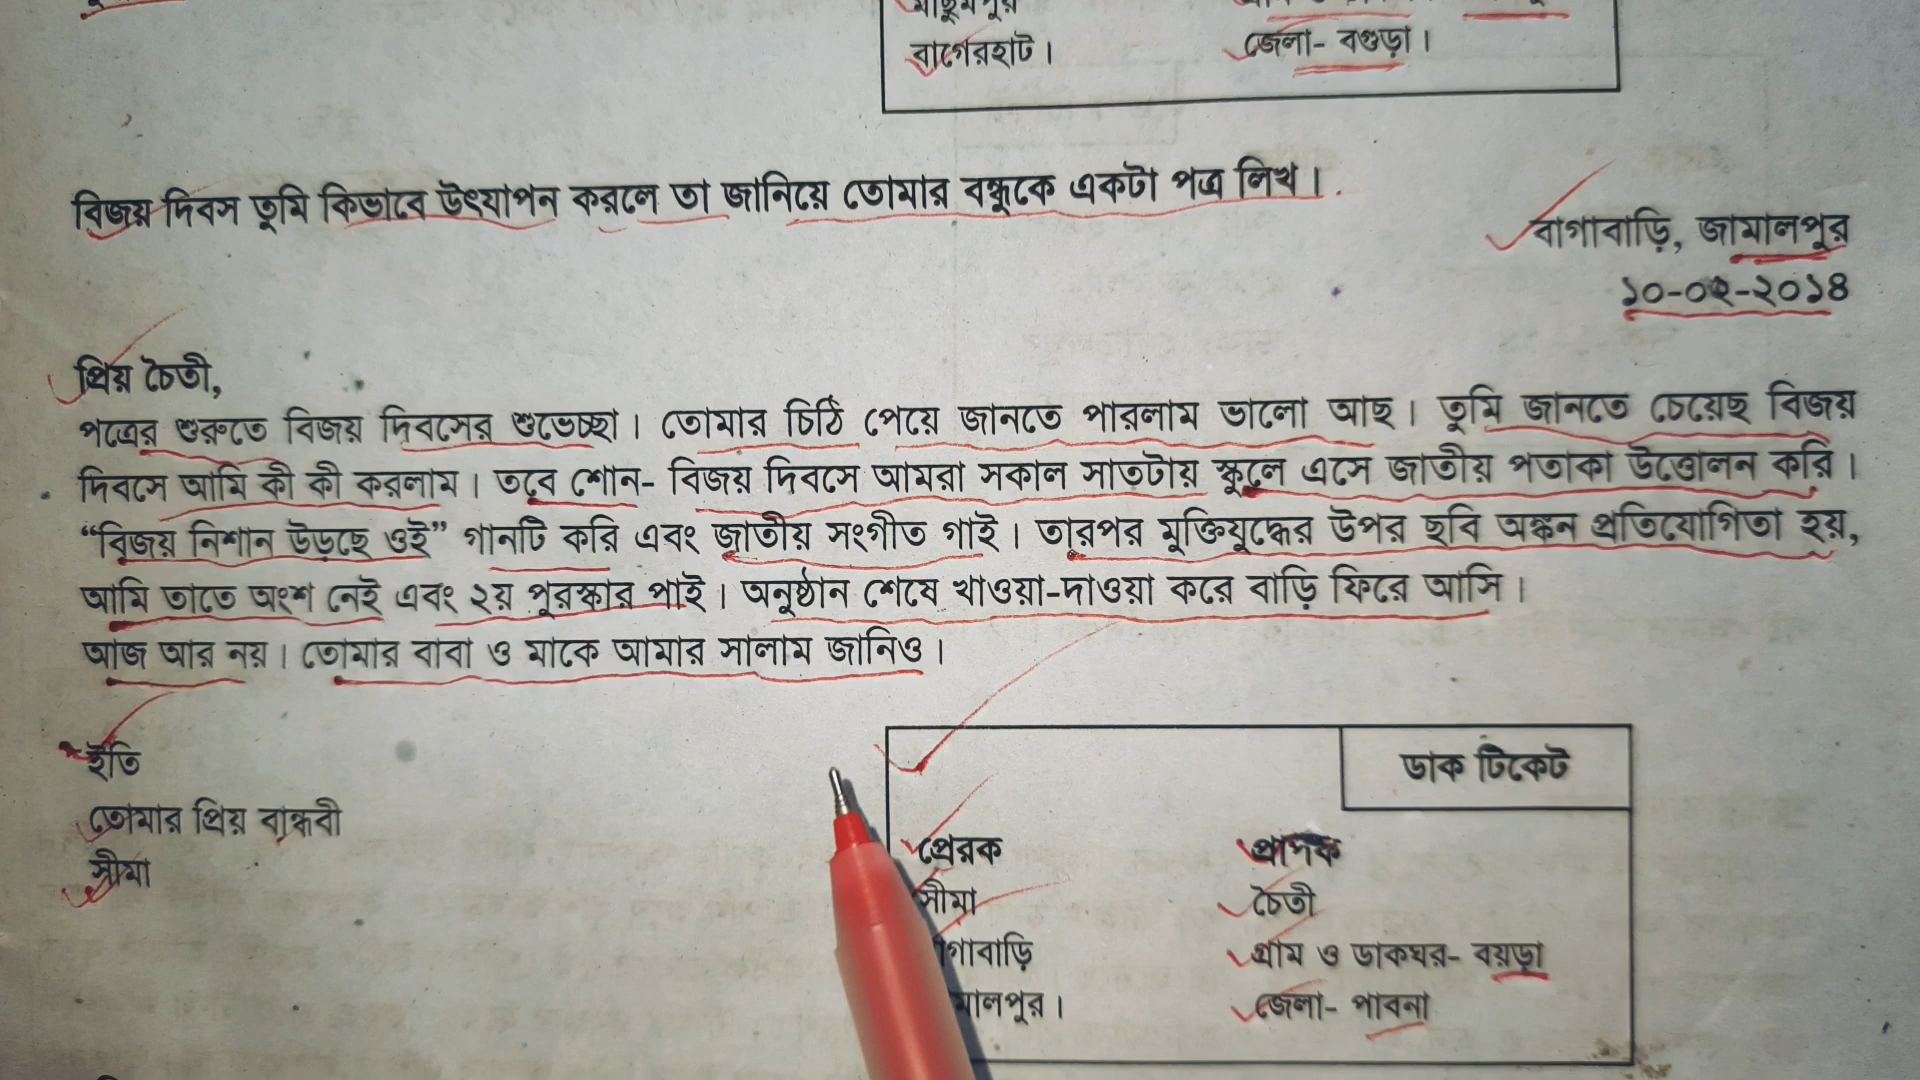 বাগেরহাট। জেলা- বগুড়া।
বিজয় দিবস তুমি কিভাবে উৎযাপন করলে তা জানিয়ে তোমার বন্ধুকে একটা পত্র লিখ।
বাগাবাড়ি, জামালপুর
১০-০২-২০১৪
প্রিয় চৈতী,
পত্রের শুরুতে বিজয় দিবসের শুভেচ্ছা। তোমার চিঠি পেয়ে জানতে পারলাম ভালো আছ। তুমি জানতে চেয়েছ বিজয়
দিবসে আমি কী কী করলাম। তবে শোন- বিজয় দিবসে আমরা সকাল সাতটায় স্কুলে এসে জাতীয় পতাকা উত্তোলন করি।
“বিজয় নিশান উড়ছে ওই” গানটি করি এবং জাতীয় সংগীত গাই। তারপর মুক্তিযুদ্ধের উপর ছবি অঙ্কন প্রতিযোগিতা হয়,
আমি তাতে অংশ নেই এবং ২য় পুরস্কার পাই। অনুষ্ঠান শেষে খাওয়া-দাওয়া করে বাড়ি ফিরে আসি।
আজ আর নয়। তোমার বাবা ও মাকে আমার সালাম জানিও।
ইতি
তোমার প্রিয় বান্ধবী
সীমা
ডাক টিকেট
প্রেরক প্রাপক
সীমা চৈতী
গাবাড়ি গ্রাম ও ডাকঘর- বয়ড়া
মালপুর। জেলা- পাবনা